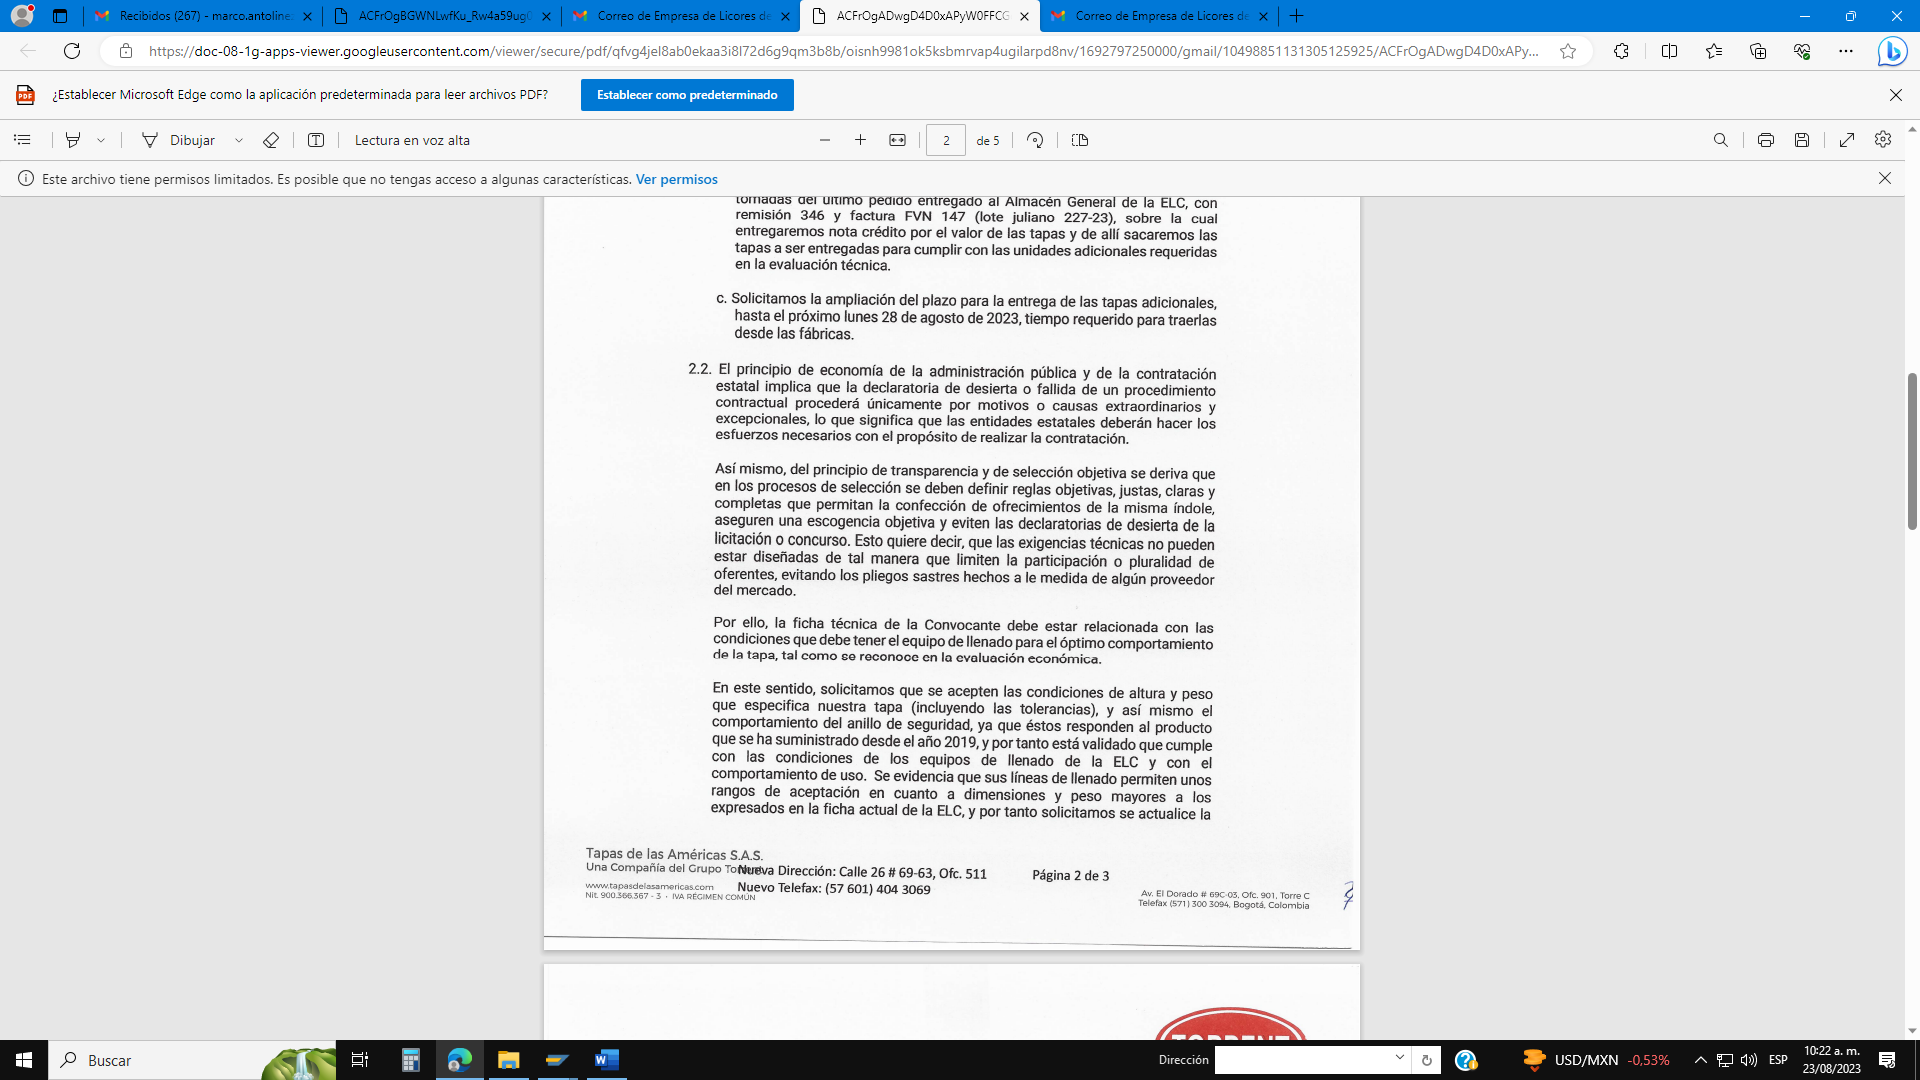 Recibidos (267) - marco.antoline
ACFrOgBGWNLwfKu_Rw4a59ug
Correo de Empresa de Licores de
ACFrOgADwgD4D0xAPyW0FFCG
Correo de Empresa de Licores de
https://doc-08-1g-apps-viewer.googleusercontent.com/viewer/secure/pdf/qfvg4jel8ab0ekaa3i8l72d6g9qm3b8b/oisnh9981ok5ksbmrvap4ugilarpd8nv/1692797250000/gmail/10498851131305125925/ACFrOgADwgD4D0xAPy...
PDF
¿Establecer Microsoft Edge como la aplicación predeterminada para leer archivos PDF?
Establecer como predeterminado
Dibujar
Lectura en voz alta
2
de 5
Este archivo tiene permisos limitados. Es posible que no tengas acceso a algunas características. Ver permisos
tomadas del último pedido entregado al Almacén General de la ELC, con
remisión 346 y factura FVN 147 (lote juliano 227-23), sobre la cual
entregaremos nota crédito por el valor de las tapas y de allí sacaremos las
tapas a ser entregadas para cumplir con las unidades adicionales requeridas
en la evaluación técnica.
c. Solicitamos la ampliación del plazo para la entrega de las tapas adicionales,
hasta el próximo lunes 28 de agosto de 2023, tiempo requerido para traerlas
desde las fábricas.
2.2. El principio de economía de la administración pública y de la contratación
estatal implica que la declaratoria de desierta o fallida de un procedimiento
contractual procederá únicamente por motivos o causas extraordinarios y
excepcionales, lo que significa que las entidades estatales deberán hacer los
esfuerzos necesarios con el propósito de realizar la contratación.
Así mismo, del principio de transparencia y de selección objetiva se deriva que
en los procesos de selección se deben definir reglas objetivas, justas, claras y
completas que permitan la confección de ofrecimientos de la misma índole,
aseguren una escogencia objetiva y eviten las declaratorias de desierta de la
licitación o concurso. Esto quiere decir, que las exigencias técnicas no pueden
estar diseñadas de tal manera que limiten la participación o pluralidad de
oferentes, evitando los pliegos sastres hechos a le medida de algún proveedor
del mercado.
Por ello, la ficha técnica de la Convocante debe estar relacionada con las
condiciones que debe tener el equipo de llenado para el óptimo comportamiento
de la tapa, tal como se reconoce en la evaluación económica.
En este sentido, solicitamos que se acepten las condiciones de altura y peso
que especifica nuestra tapa (incluyendo las tolerancias), y así mismo el
comportamiento del anillo de seguridad, ya que éstos responden al producto
que se ha suministrado desde el año 2019, y por tanto está validado que cumple
con las condiciones de los equipos de llenado de la ELC y con el
comportamiento de uso. Se evidencia que sus líneas de llenado permiten unos
rangos de aceptación en cuanto a dimensiones y peso mayores a los
expresados en la ficha actual de la ELC, y por tanto solicitamos se actualice la
Tapas de las Américas S.A.S.
Una Compañía del Grupo Torrent
www.tapasdelasamericas.com
Nit. 900.366.367 - 3 • IVA RÉGIMEN COMÚN
Nueva Dirección: Calle 26 # 69-63, Ofc. 511
Nuevo Telefax: (57 601) 404 3069
Página 2 de 3
Av. El Dorado # 69C-03, Ofc. 901, Torre C
Telefax (571) 300 3094, Bogotá, Colombia
TORRENT
Buscar
Dirección
USD/MXN -0,53%
ESP
10:22 a. m.
23/08/2023